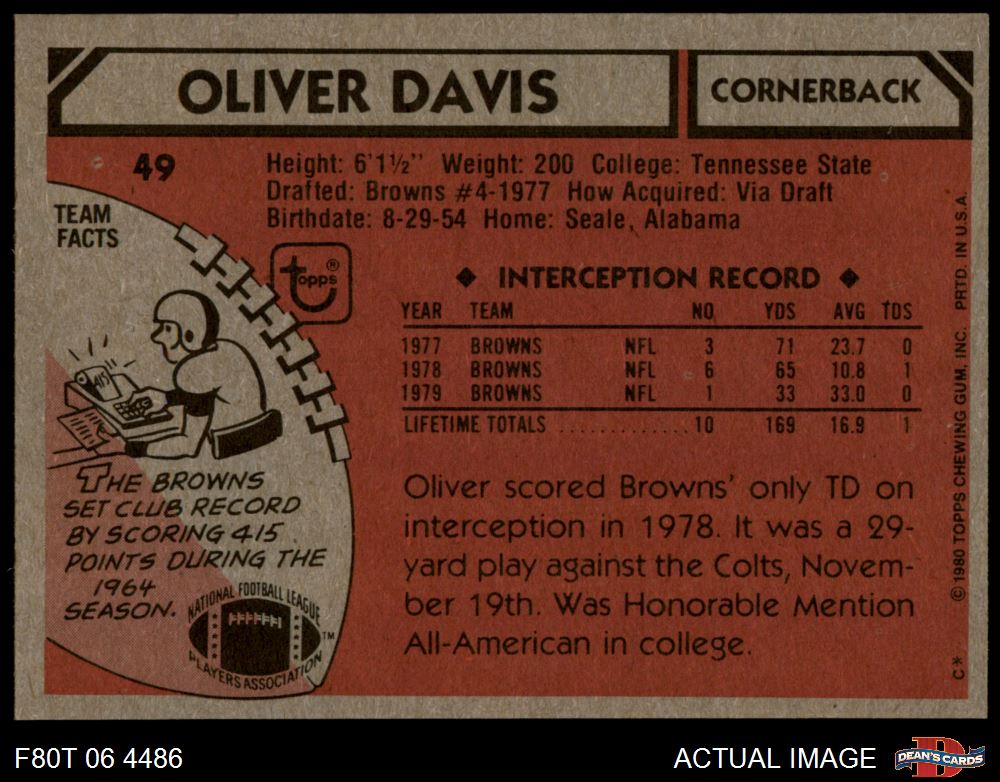 OLIVER DAVIS
CORNERBACK
49
Height: 6'1½" Weight: 200 College: Tennessee State
Drafted: Browns #4-1977 How Acquired: Via Draft
Birthdate: 8-29-54 Home: Seale, Alabama
TEAM
FACTS
topps®
◆ INTERCEPTION RECORD ◆
YEAR TEAM NO YDS AVG TDS
1977 BROWNS NFL 3 71 23.7 0
1978 BROWNS NFL 6 65 10.8 1
1979 BROWNS NFL 1 33 33.0 0
LIFETIME TOTALS ............. 10 169 16.9 1
415
THE BROWNS
SET CLUB RECORD
BY SCORING 415
POINTS DURING THE
1964
SEASON.
NATIONAL FOOTBALL LEAGUE
PLAYERS ASSOCIATION
TM
Oliver scored Browns' only TD on
interception in 1978. It was a 29-
yard play against the Colts, Novem-
ber 19th. Was Honorable Mention
All-American in college.
C* © 1980 TOPPS CHEWING GUM, INC. PRTD. IN U.S.A.
F80T 06 4486
ACTUAL IMAGE
D
DEAN'S CARDS